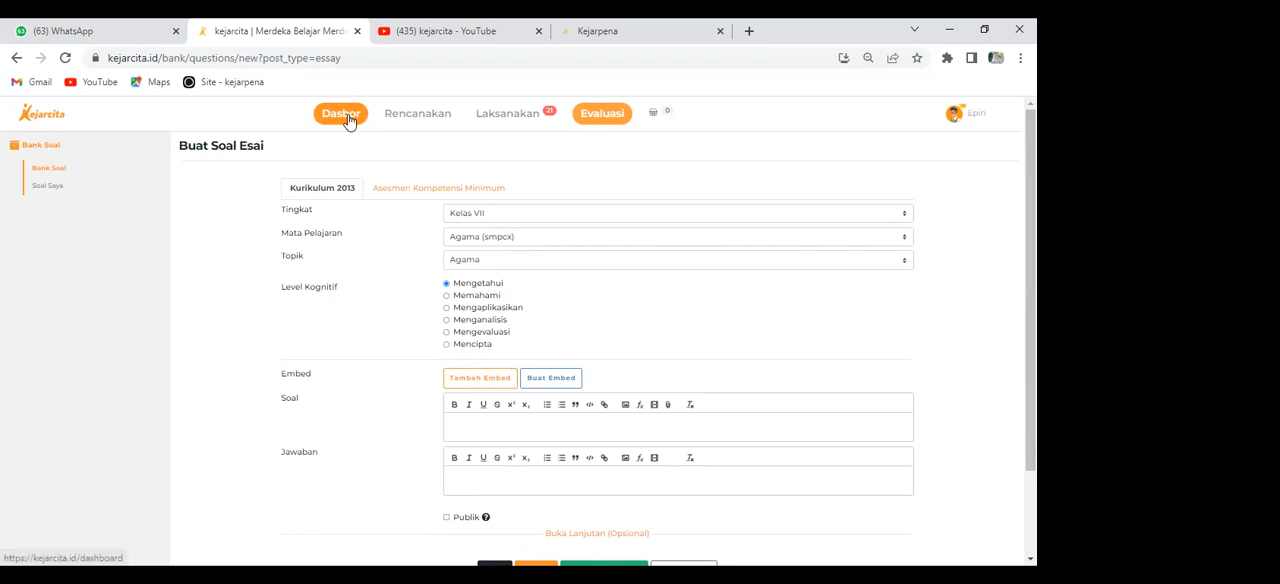 (63) WhatsApp
kejarcita | Merdeka Belajar Merde
(435) kejarcita - YouTube
Kejarpena
kejarcita.id/bank/questions/new?post_type=essay
Gmail
YouTube
Maps
Site - kejarpena
Kejarcita
Dasbor
Rencanakan
Laksanakan
21
Evaluasi
0
Epin
Bank Soal
Bank Soal
Soal Saya
Buat Soal Esai
Kurikulum 2013
Asesmen Kompetensi Minimum
Tingkat
Kelas VII
Mata Pelajaran
Agama (smpcx)
Topik
Agama
Level Kognitif
Mengetahui
Memahami
Mengaplikasikan
Menganalisis
Mengevaluasi
Mencipta
Embed
Tambah Embed
Buat Embed
Soal
Jawaban
Publik
Buka Lanjutan (Opsional)
https://kejarcita.id/dashboard